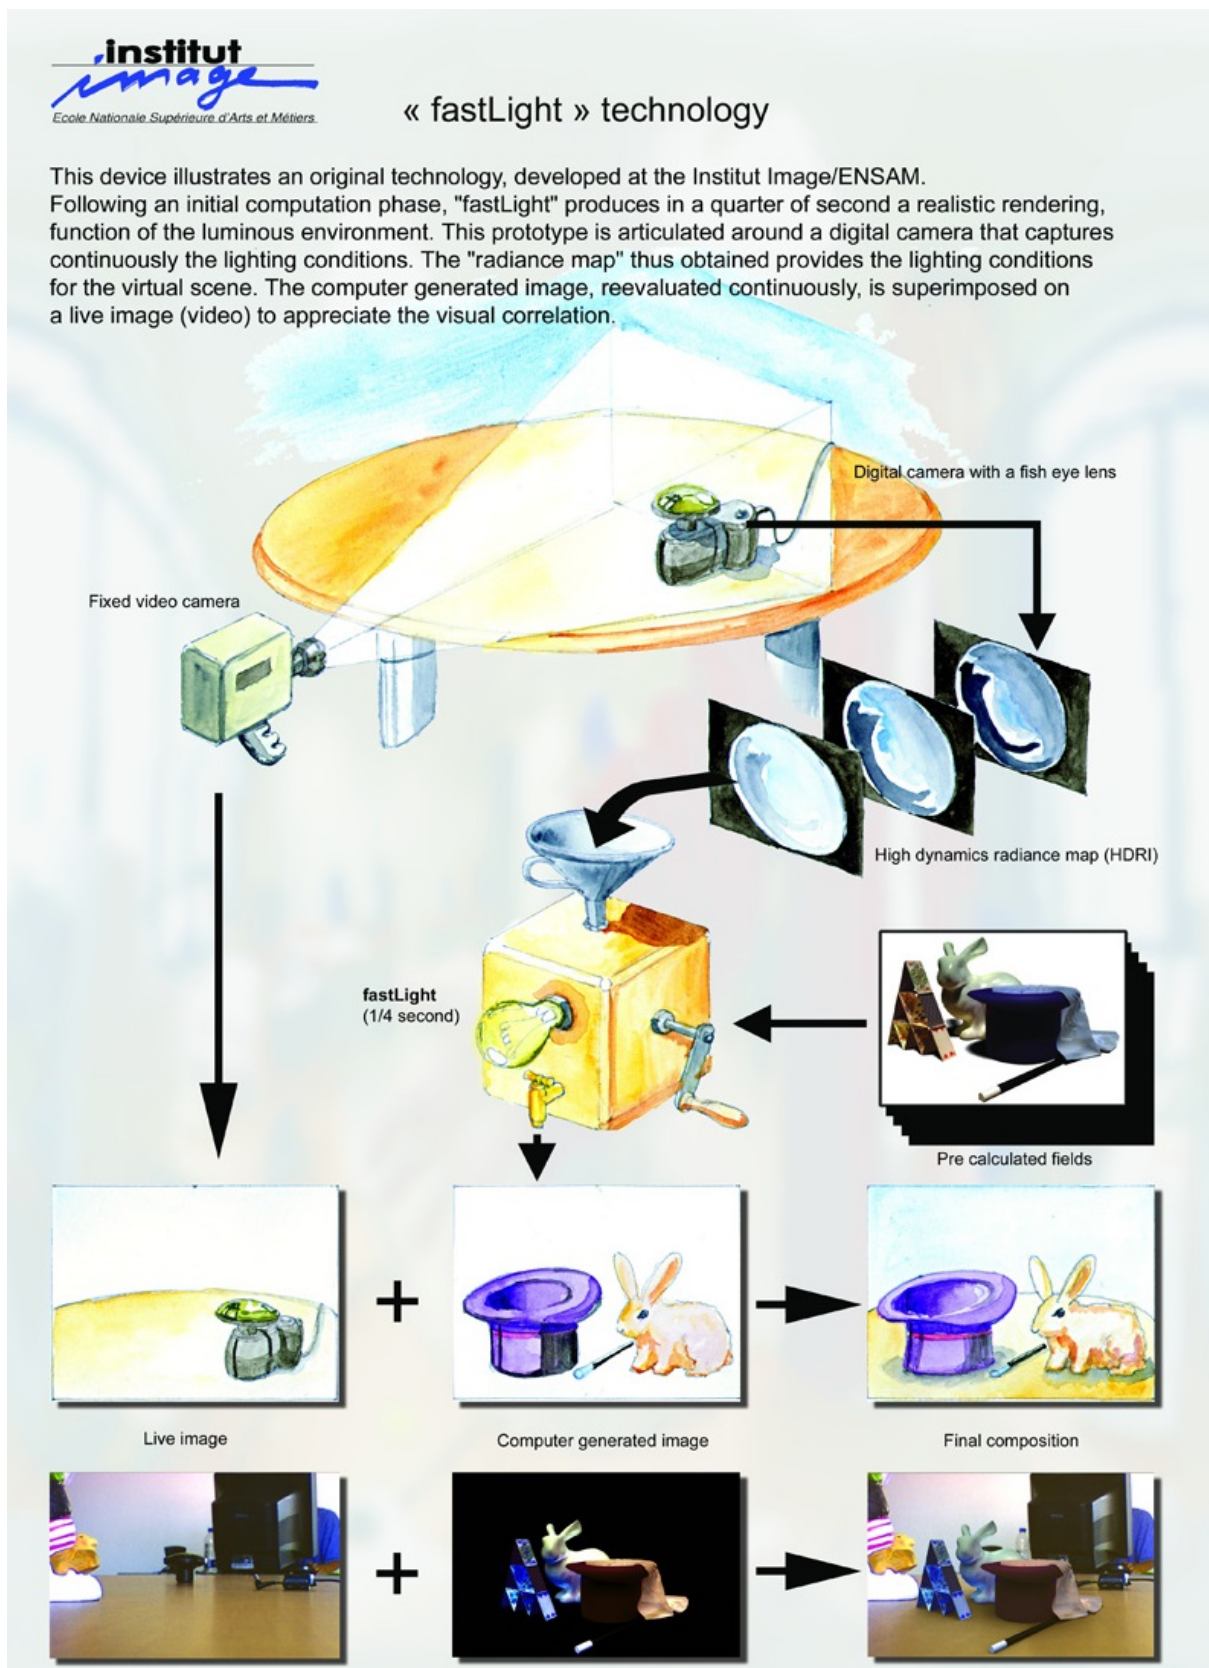 institut
image
Ecole Nationale Supérieure d'Arts et Métiers
« fastLight » technology
This device illustrates an original technology, developed at the Institut Image/ENSAM.
Following an initial computation phase, "fastLight" produces in a quarter of second a realistic rendering,
function of the luminous environment. This prototype is articulated around a digital camera that captures
continuously the lighting conditions. The "radiance map" thus obtained provides the lighting conditions
for the virtual scene. The computer generated image, reevaluated continuously, is superimposed on
a live image (video) to appreciate the visual correlation.
Digital camera with a fish eye lens
Fixed video camera
High dynamics radiance map (HDRI)
fastLight
(1/4 second)
Pre calculated fields
+
Live image
Computer generated image
Final composition
+